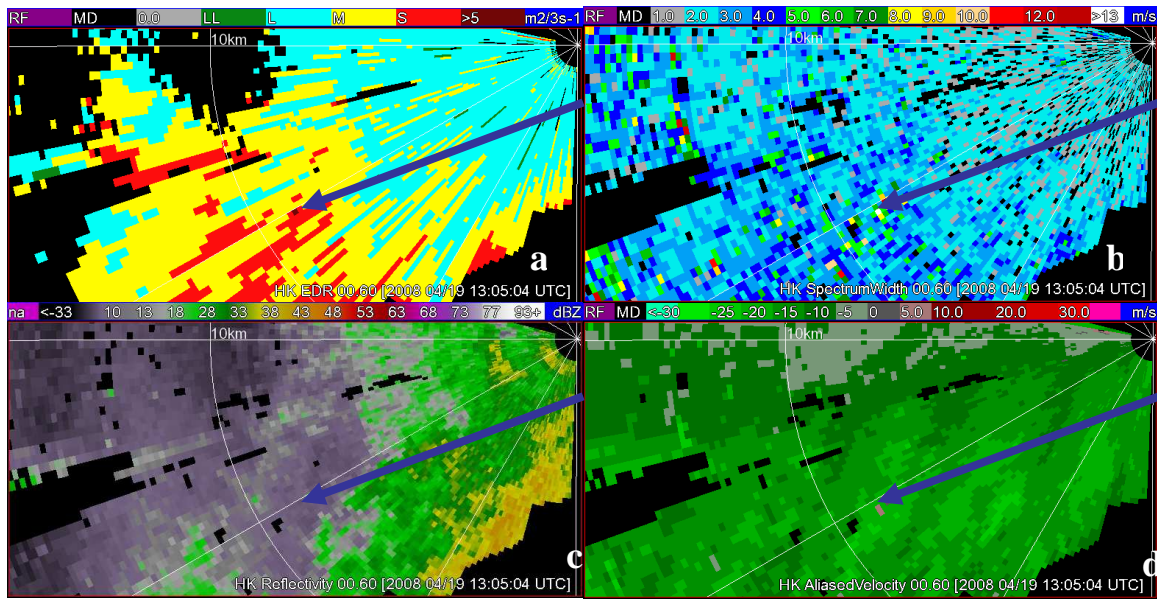 RF MD 0.0 LL L M S >5 m2/3s-1
10km
a
HK EDR 00.60 [2008 04/19 13:05:04 UTC]
RF MD 1.0 2.0 3.0 4.0 5.0 6.0 7.0 8.0 9.0 10.0 12.0 >13 m/s
10km
b
HK SpectrumWidth 00.60 [2008 04/19 13:05:04 UTC]
na <-33 10 13 18 28 33 38 43 48 53 63 68 73 77 93+ dBZ
10km
c
HK Reflectivity 00.60 [2008 04/19 13:05:04 UTC]
RF MD <-30 -25 -20 -15 -10 -5 0 5.0 10.0 20.0 30.0 m/s
10km
d
HK AliasedVelocity 00.60 [2008 04/19 13:05:04 UTC]